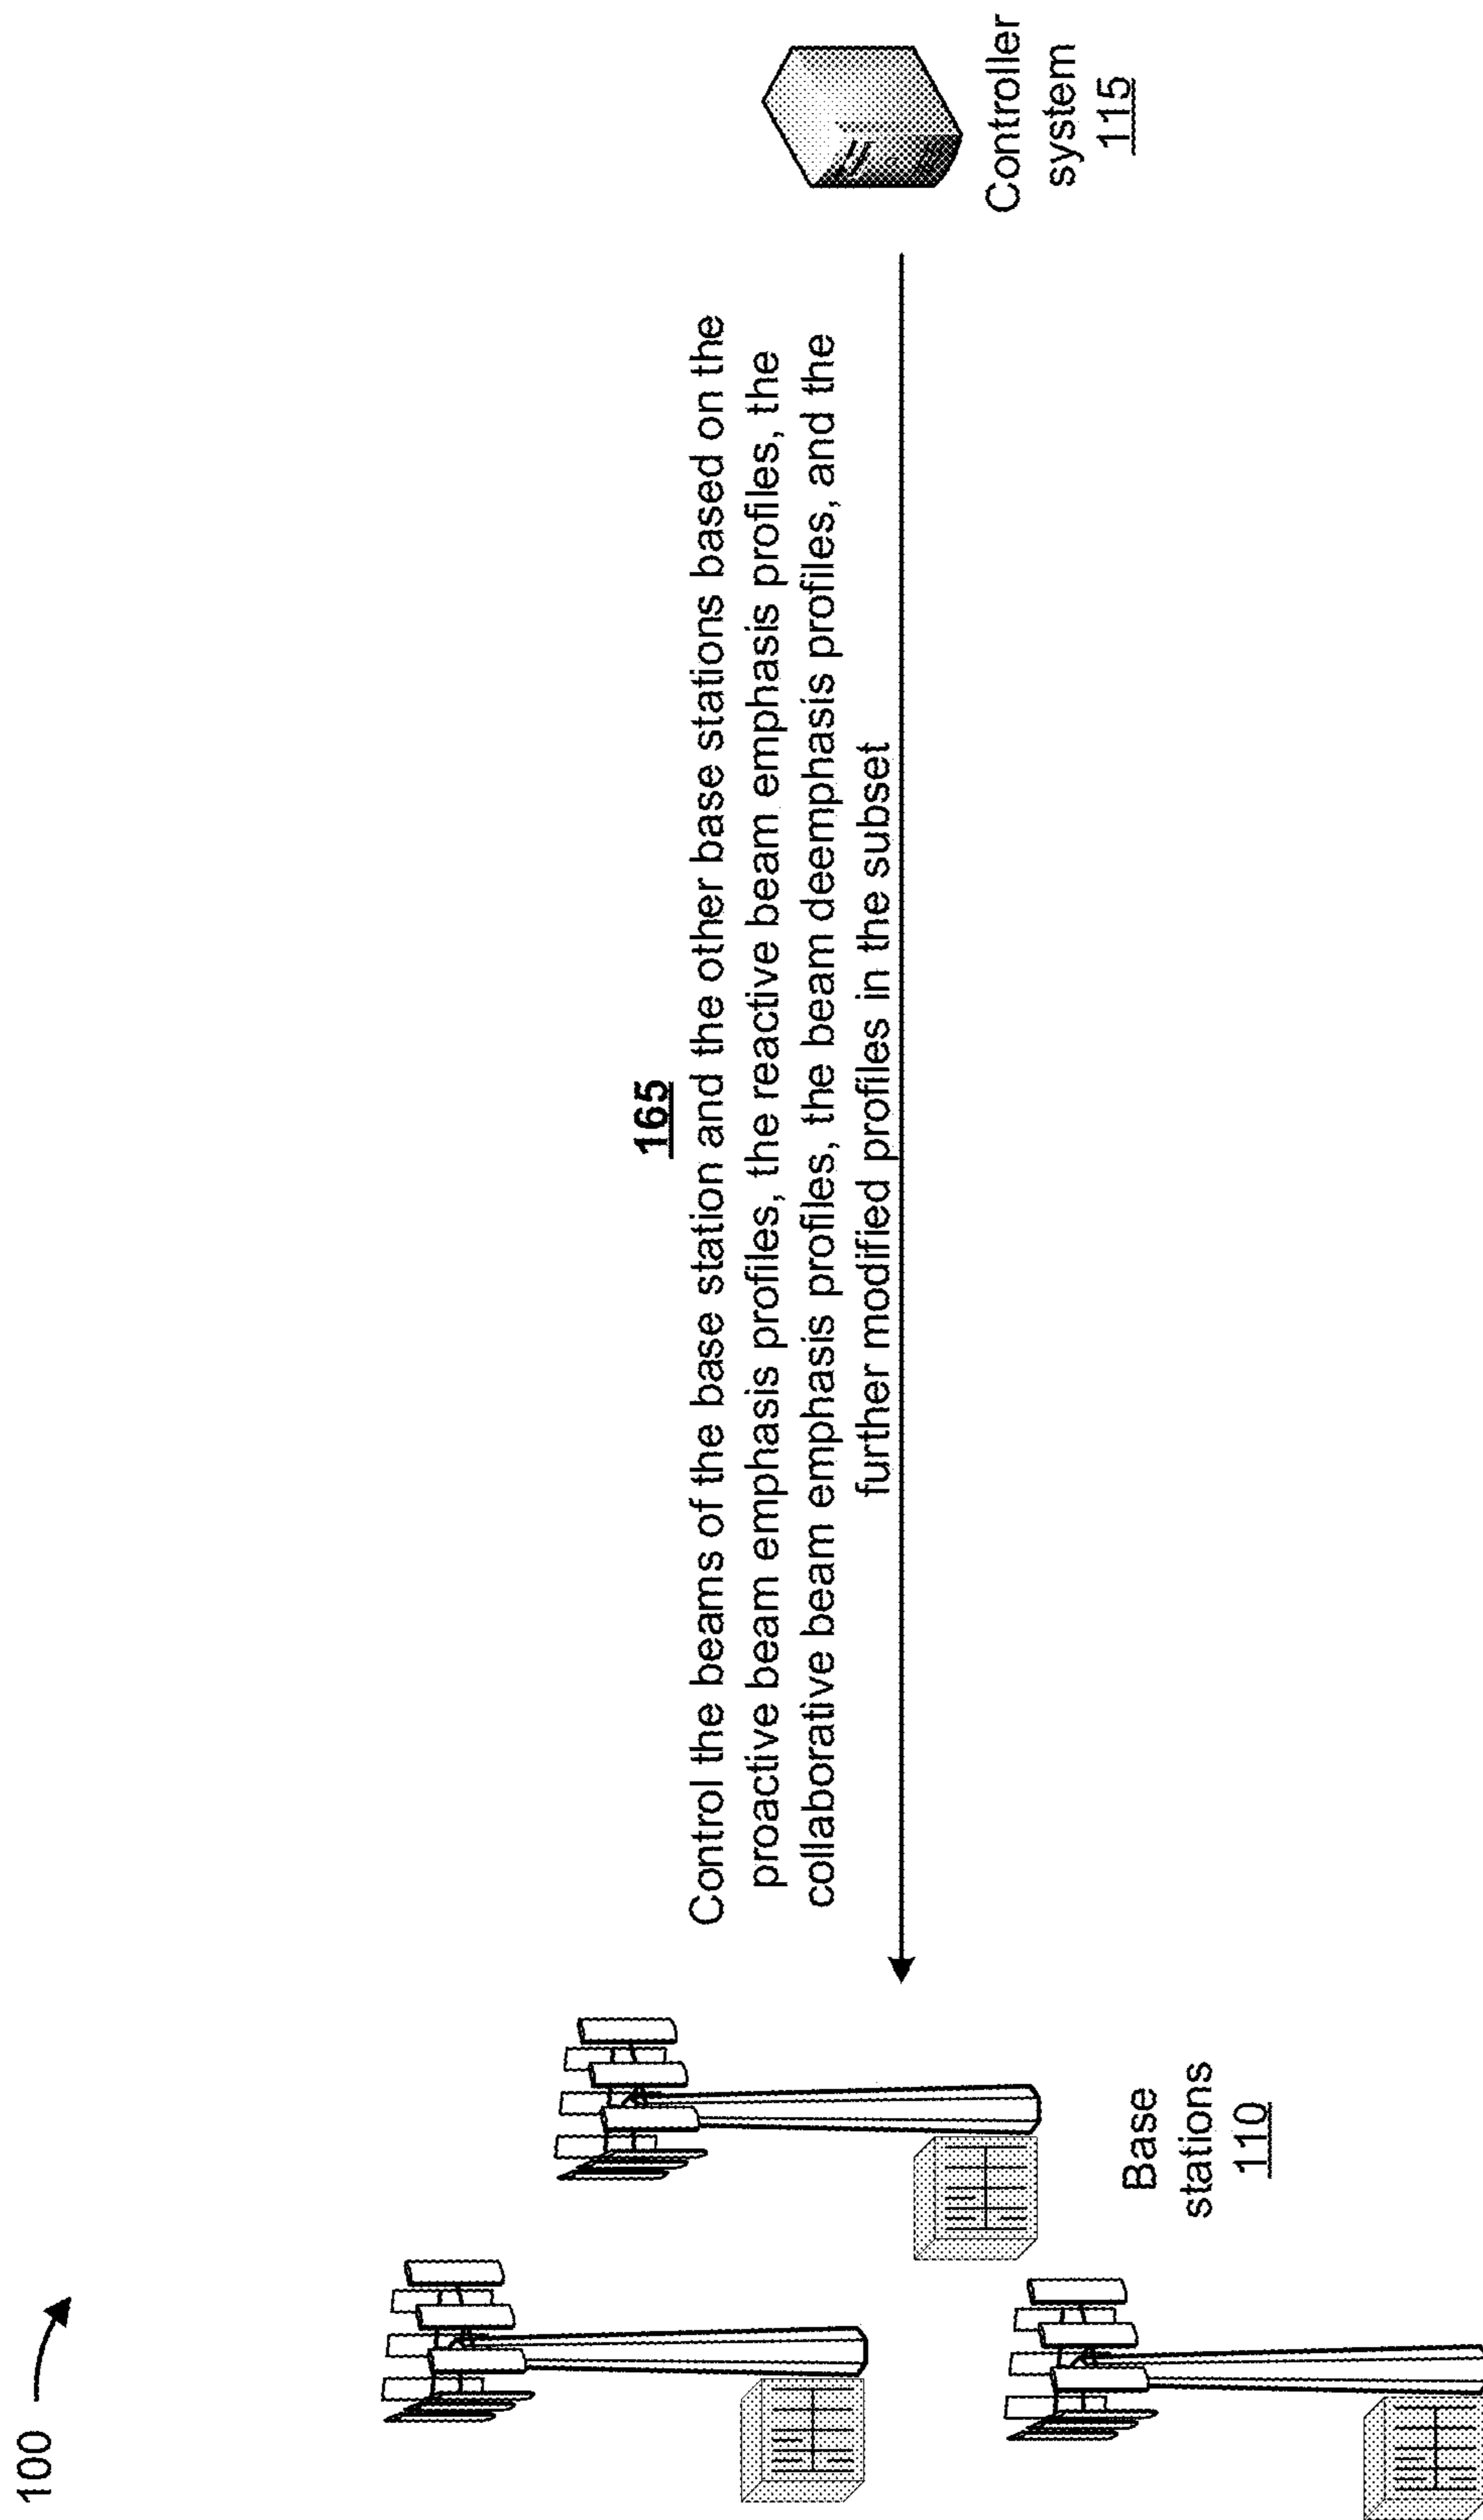 100
165
Control the beams of the base station and the other base stations based on the
proactive beam emphasis profiles, the reactive beam emphasis profiles, the
collaborative beam emphasis profiles, the beam deemphasis profiles, and the
further modified profiles in the subset
Controller
system
115
Base
stations
110